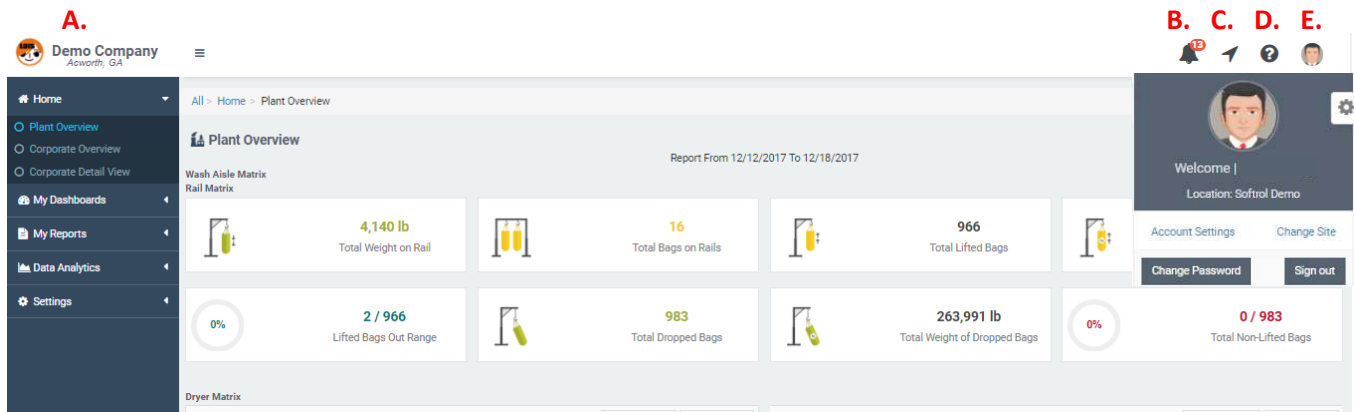 A.
B. C. D. E.
LOIS
Demo Company
Acworth, GA
13
Home
Plant Overview
Corporate Overview
Corporate Detail View
My Dashboards
My Reports
Data Analytics
Settings
All > Home > Plant Overview
Plant Overview
Report From 12/12/2017 To 12/18/2017
Wash Aisle Matrix
Rail Matrix
4,140 lb
Total Weight on Rail
16
Total Bags on Rails
966
Total Lifted Bags
0%
2 / 966
Lifted Bags Out Range
983
Total Dropped Bags
263,991 lb
Total Weight of Dropped Bags
0%
0 / 983
Total Non-Lifted Bags
Dryer Matrix
Welcome |
Location: Softrol Demo
Account Settings Change Site
Change Password Sign out